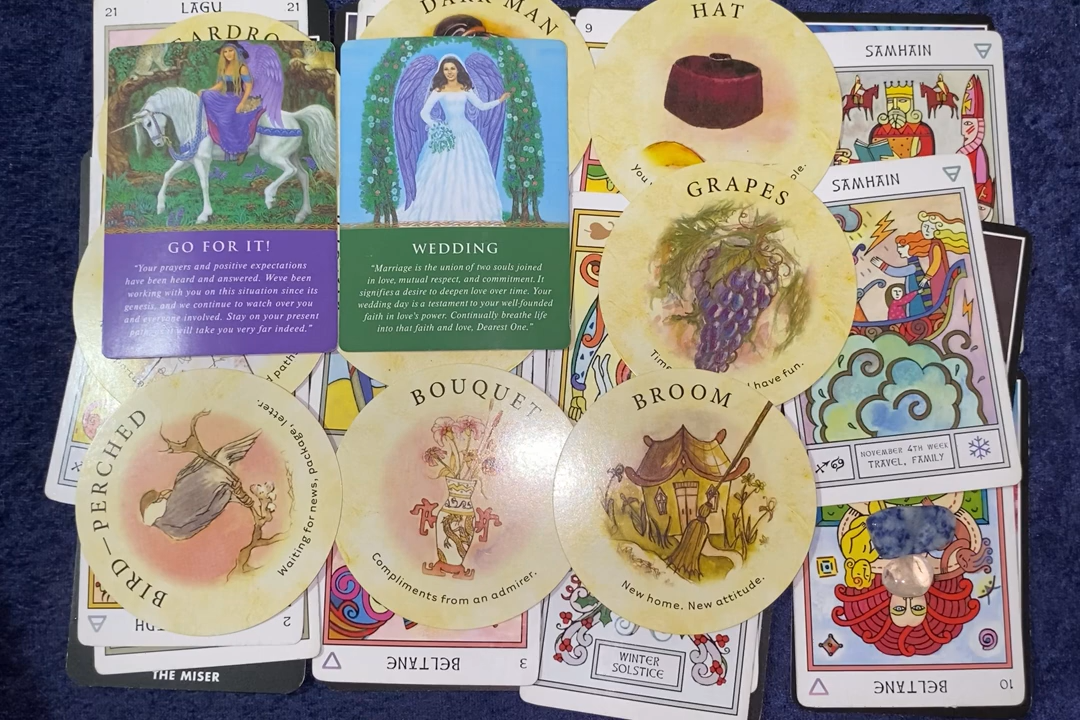 21
LAGU
21
DARK MAN
9
HAT
SAMHAIN
You
SAMHAIN
GO FOR IT!
"Your prayers and positive expectations
have been heard and answered. Weve been
working with you on this situation since its
genesis, and we continue to watch over you
and everyone involved. Stay on your present
will take you very far indeed."
WEDDING
"Marriage is the union of two souls joined
in love, mutual respect, and commitment. It
signifies a desire to deepen love over time. Your
wedding day is a testament to your well-founded
faith in love's power. Continually breathe life
into that faith and love, Dearest One."
GRAPES
have fun.
NOVEMBER 4TH WEEK
TRAVEL, FAMILY
BIRD—PERCHED
Waiting for news, package, letter.
BOUQUET
Compliments from an admirer.
BROOM
New home. New attitude.
2
THE MISER
BELTANE
3
WINTER
SOLSTICE
BELTANE
10